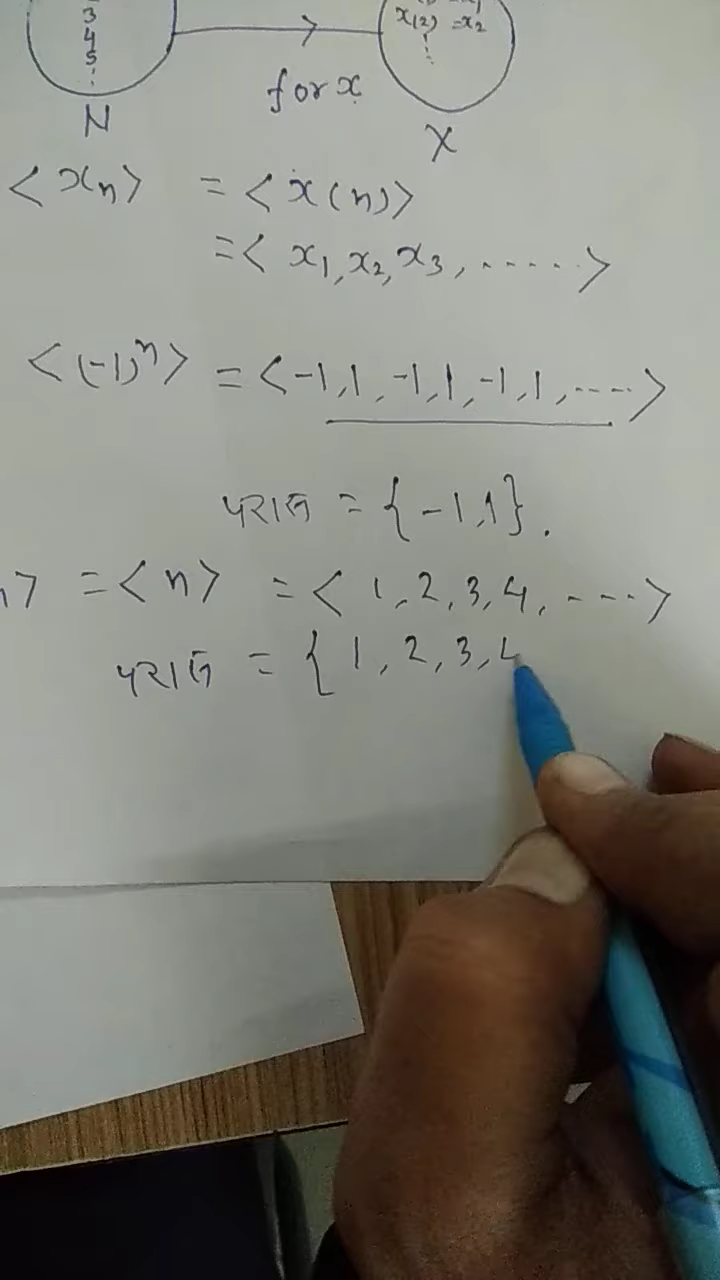 3
4
5
⋮
x(2) = x₂
⋮
for x
N
X
<xₙ> = <x(n)>
= < x₁, x₂, x₃, ..... >
<(-1)ⁿ> = <-1, 1, -1, 1, -1, 1, .... >
परास = {-1, 1}.
> = <n> = < 1, 2, 3, 4, .... >
परास = { 1, 2, 3, 4